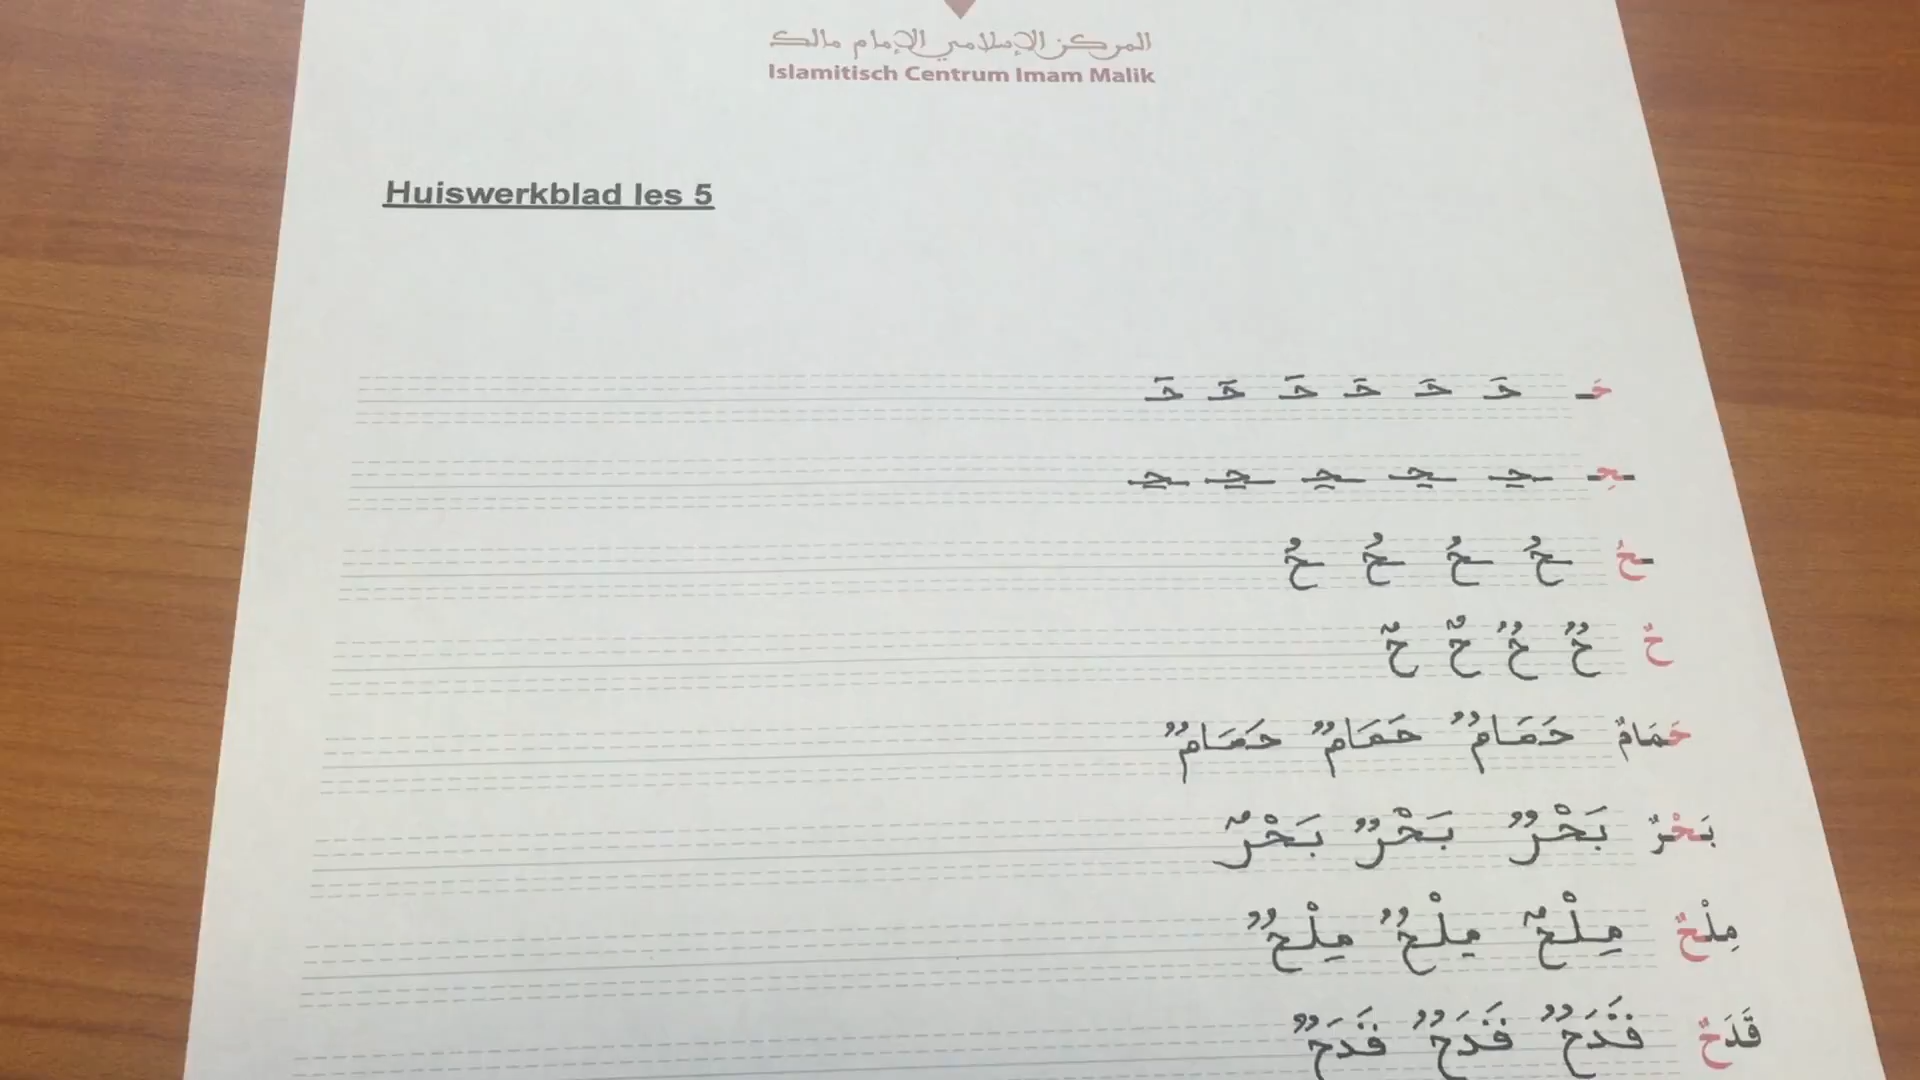 المركز الإسلامي الإمام مالك
Islamitisch Centrum Imam Malik
Huiswerkblad les 5
حَـ حَـ حَـ حَـ حَـ حَـ حَـ
ـحِـ ـحِـ ـحِـ ـحِـ ـحِـ ـحِـ
ـحُ ـحُ ـحُ ـحُ ـحُ
حٌ حٌ حٌ حٌ حٌ
حَمَامٌ حَمَامٌ حَمَامٌ حَمَامٌ
بَحْرٌ بَحْرٌ بَحْرٌ بَحْرٌ
مِلْحٌ مِلْحٌ مِلْحٌ مِلْحٌ
قَدَحٌ قَدَحٌ قَدَحٌ قَدَحٌ